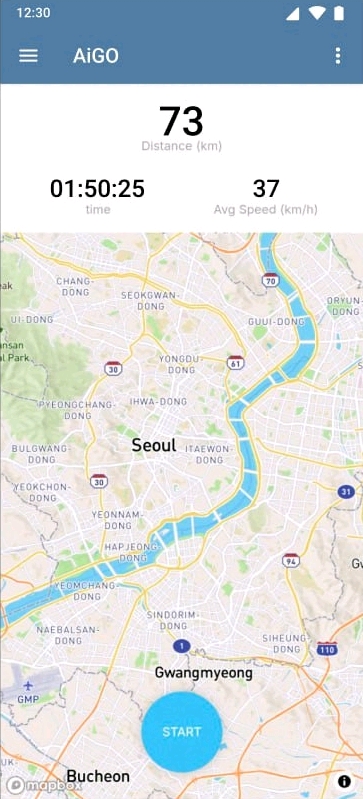 12:30
AiGO
73
Distance (km)
01:50:25
time
37
Avg Speed (km/h)
70
CHANG-
DONG
SEOKGWAN-
DONG
UI-DONG
GUUI-DONG
Park.
YONGDU-
DONG
61
30
PYEONGCHANG-
DONG
IHWA-DONG
Seoul
ITAEWON-
DONG
BULGWANG-
DONG
YEOKCHON-
DONG
30
31
YEONNAM-
DONG
HAPJEONG-
DONG
94
YEOMCHANG-
DONG
SINDORIM-
DONG
NAEBALSAN-
DONG
SIHEUNG-
DONG
1
110
Gwangmyeong
GMP
START
Bucheon
mapbox